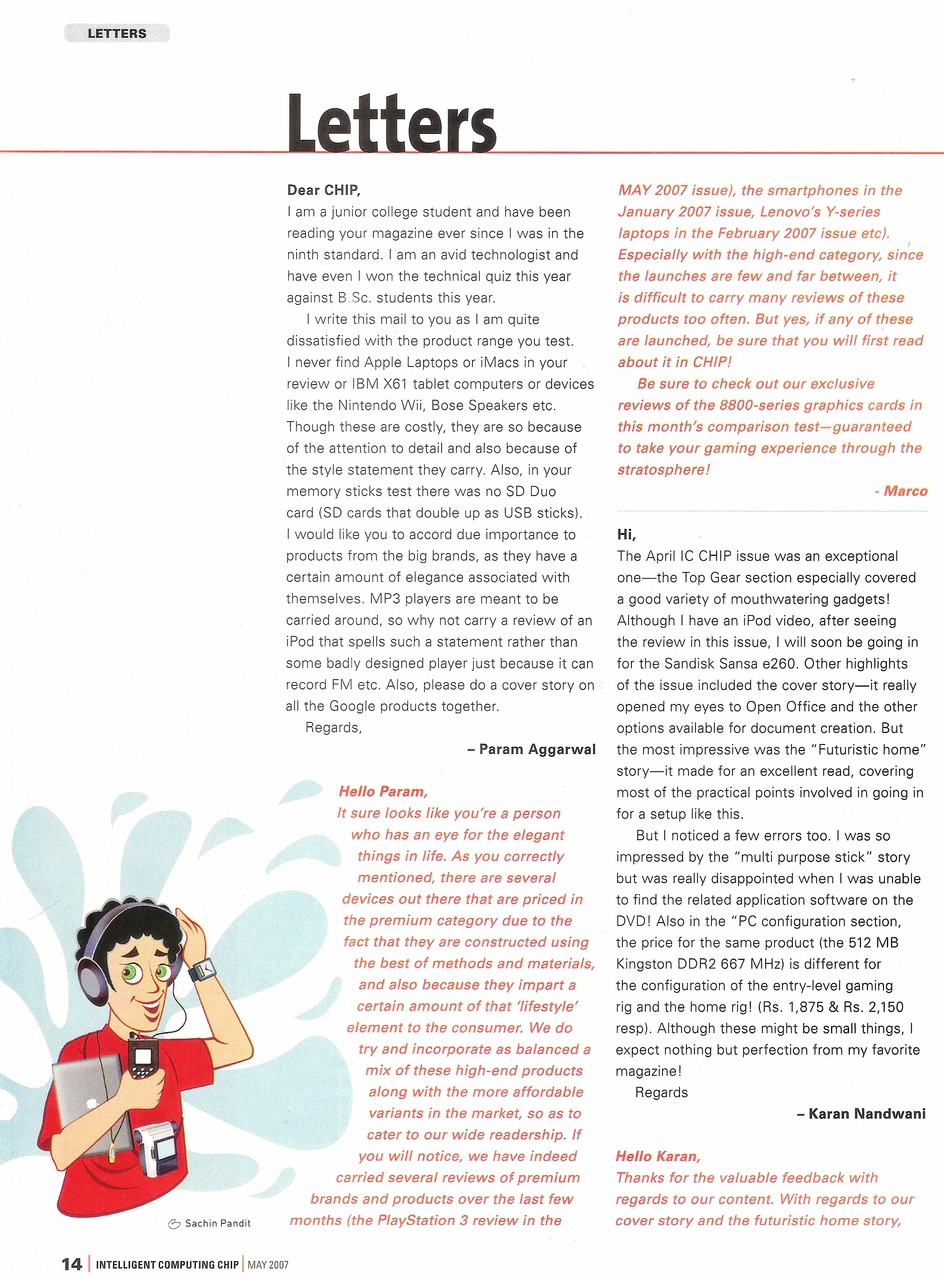 LETTERS
Letters
Dear CHIP,
I am a junior college student and have been
reading your magazine ever since I was in the
ninth standard. I am an avid technologist and
have even I won the technical quiz this year
against B.Sc. students this year.
I write this mail to you as I am quite
dissatisfied with the product range you test.
I never find Apple Laptops or iMacs in your
review or IBM X61 tablet computers or devices
like the Nintendo Wii, Bose Speakers etc.
Though these are costly, they are so because
of the attention to detail and also because of
the style statement they carry. Also, in your
memory sticks test there was no SD Duo
card (SD cards that double up as USB sticks).
I would like you to accord due importance to
products from the big brands, as they have a
certain amount of elegance associated with
themselves. MP3 players are meant to be
carried around, so why not carry a review of an
iPod that spells such a statement rather than
some badly designed player just because it can
record FM etc. Also, please do a cover story on
all the Google products together.
Regards,
– Param Aggarwal
Hello Param,
It sure looks like you're a person
who has an eye for the elegant
things in life. As you correctly
mentioned, there are several
devices out there that are priced in
the premium category due to the
fact that they are constructed using
the best of methods and materials,
and also because they impart a
certain amount of that 'lifestyle'
element to the consumer. We do
try and incorporate as balanced a
mix of these high-end products
along with the more affordable
variants in the market, so as to
cater to our wide readership. If
you will notice, we have indeed
carried several reviews of premium
brands and products over the last few
months (the PlayStation 3 review in the
MAY 2007 issue), the smartphones in the
January 2007 issue, Lenovo's Y-series
laptops in the February 2007 issue etc).
Especially with the high-end category, since
the launches are few and far between, it
is difficult to carry many reviews of these
products too often. But yes, if any of these
are launched, be sure that you will first read
about it in CHIP!
Be sure to check out our exclusive
reviews of the 8800-series graphics cards in
this month's comparison test—guaranteed
to take your gaming experience through the
stratosphere!
- Marco
Hi,
The April IC CHIP issue was an exceptional
one—the Top Gear section especially covered
a good variety of mouthwatering gadgets!
Although I have an iPod video, after seeing
the review in this issue, I will soon be going in
for the Sandisk Sansa e260. Other highlights
of the issue included the cover story—it really
opened my eyes to Open Office and the other
options available for document creation. But
the most impressive was the "Futuristic home"
story—it made for an excellent read, covering
most of the practical points involved in going in
for a setup like this.
But I noticed a few errors too. I was so
impressed by the "multi purpose stick" story
but was really disappointed when I was unable
to find the related application software on the
DVD! Also in the "PC configuration section,
the price for the same product (the 512 MB
Kingston DDR2 667 MHz) is different for
the configuration of the entry-level gaming
rig and the home rig! (Rs. 1,875 & Rs. 2,150
resp). Although these might be small things, I
expect nothing but perfection from my favorite
magazine!
Regards
– Karan Nandwani
Hello Karan,
Thanks for the valuable feedback with
regards to our content. With regards to our
cover story and the futuristic home story,
Sachin Pandit
14 | INTELLIGENT COMPUTING CHIP | MAY 2007